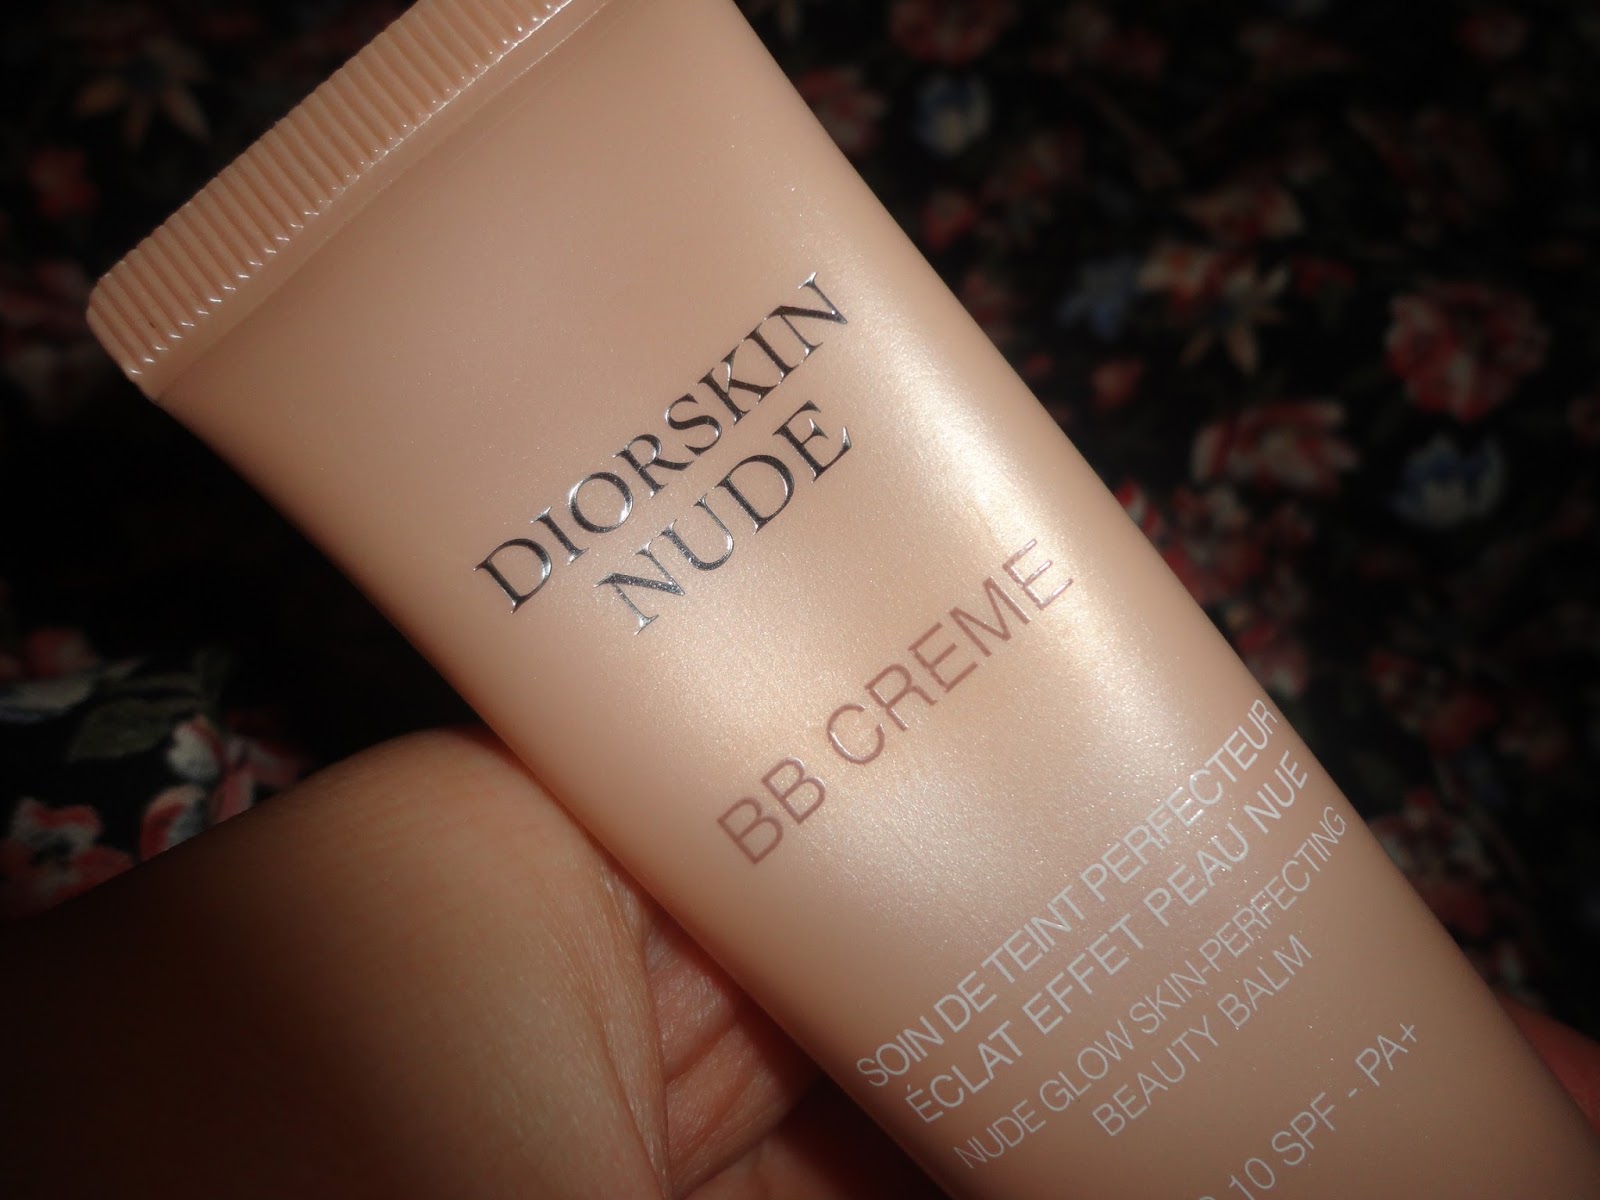 DIORSKIN
NUDE
BB CREME
SOIN DE TEINT PERFECTEUR
ÉCLAT EFFET PEAU NUE
NUDE GLOW SKIN-PERFECTING
BEAUTY BALM
10 SPF - PA+